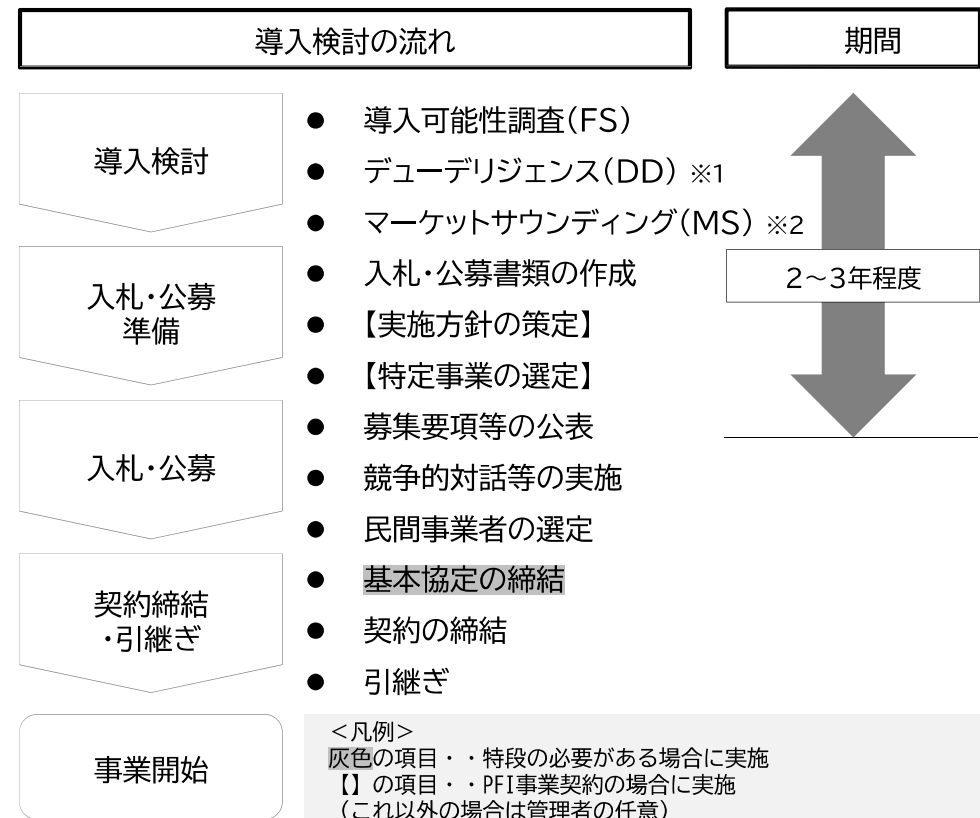 導入検討の流れ
期間
導入検討
● 導入可能性調査(FS)
● デューデリジェンス(DD) ※1
● マーケットサウンディング(MS) ※2
入札・公募
準備
● 入札・公募書類の作成
● 【実施方針の策定】
● 【特定事業の選定】
2～3年程度
入札・公募
● 募集要項等の公表
● 競争的対話等の実施
● 民間事業者の選定
契約締結
・引継ぎ
● 基本協定の締結
● 契約の締結
● 引継ぎ
事業開始
＜凡例＞
灰色の項目・・特段の必要がある場合に実施
【】の項目・・PFI事業契約の場合に実施
（これ以外の場合は管理者の任意）